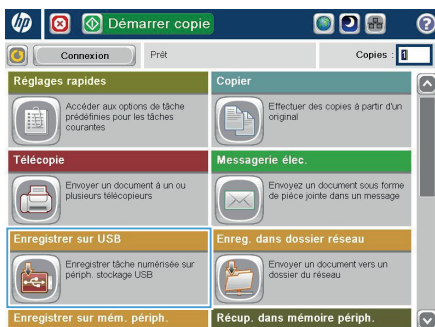 hp
Démarrer copie
?
Connexion
Prêt
Copies :
1
Réglages rapides
Copier
Accéder aux options de tâche
prédéfinies pour les tâches
courantes
Effectuer des copies à partir d'un
original
Télécopie
Messagerie élec.
Envoyer un document à un ou
plusieurs télécopieurs
Envoyez un document sous forme
de pièce jointe dans un message
Enregistrer sur USB
Enreg. dans dossier réseau
Enregistrer tâche numérisée sur
périph. stockage USB
Envoyer un document vers un
dossier du réseau
Enregistrer sur mém. périph.
Récup. dans mémoire périph.